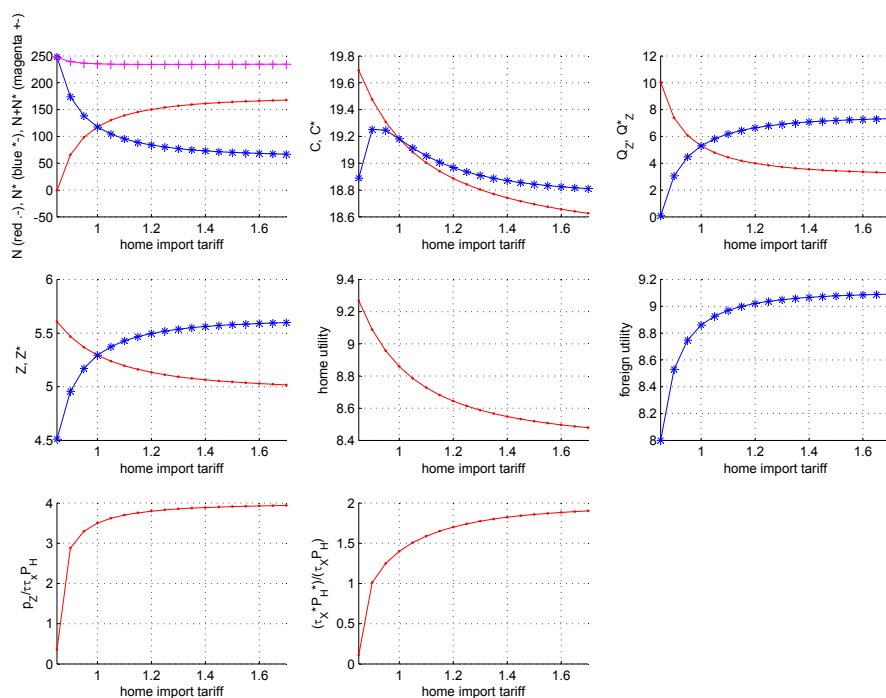 N (red .-), N* (blue *-), N+N* (magenta +-)
250
200
150
100
50
0
-50
1 1.2 1.4 1.6
home import tariff
C, C*
19.8
19.6
19.4
19.2
19
18.8
18.6
1 1.2 1.4 1.6
home import tariff
Q_Z, Q*_Z
12
10
8
6
4
2
0
1 1.2 1.4 1.6
home import tariff
Z, Z*
6
5.5
5
4.5
1 1.2 1.4 1.6
home import tariff
home utility
9.4
9.2
9
8.8
8.6
8.4
1 1.2 1.4 1.6
home import tariff
foreign utility
9.2
9
8.8
8.6
8.4
8.2
8
1 1.2 1.4 1.6
home import tariff
p_Z/ττ_xP_H
4
3
2
1
0
1 1.2 1.4 1.6
home import tariff
(τ_X*P_H*)/(τ_XP_H)
2
1.5
1
0.5
0
1 1.2 1.4 1.6
home import tariff